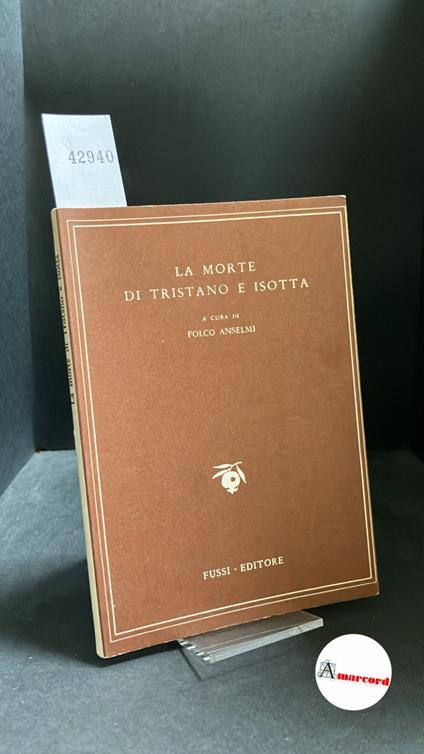 42940
LA MORTE
DI TRISTANO E ISOTTA
A CURA DI
FOLCO ANSELMI
FUSSI - EDITORE
La morte di Tristano e Isotta
Amarcord